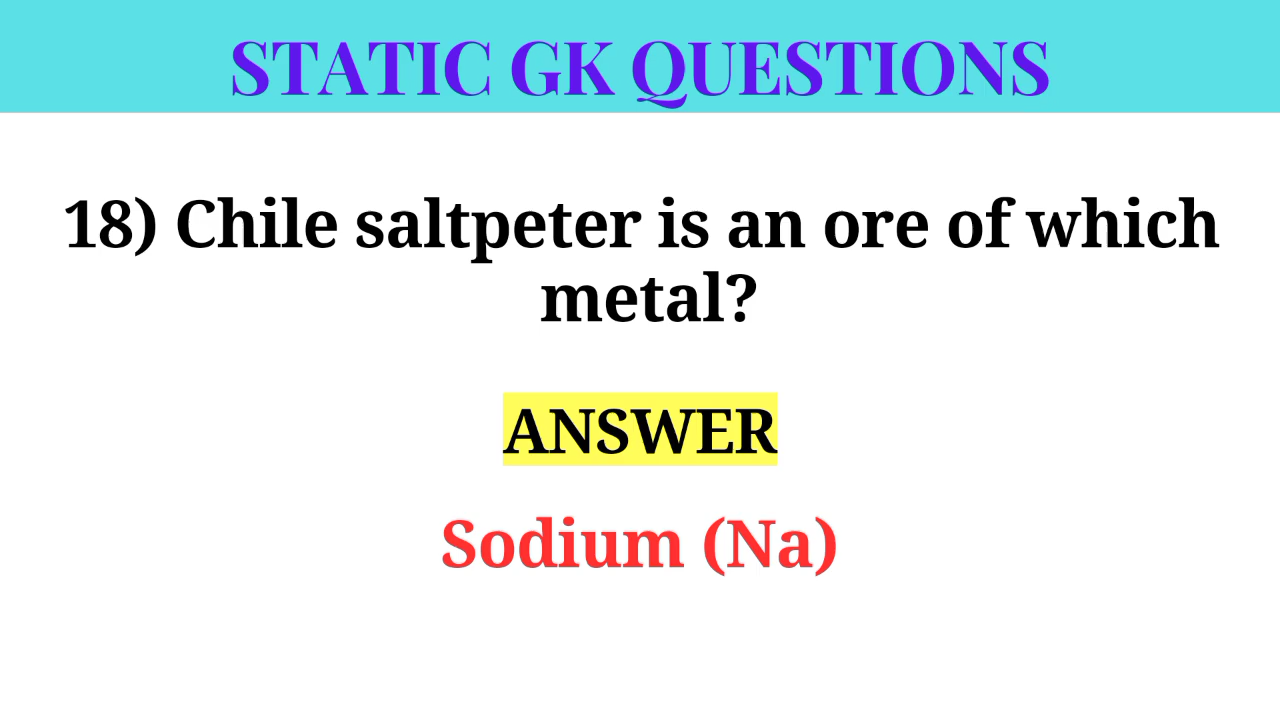 STATIC GK QUESTIONS
18) Chile saltpeter is an ore of which
metal?
ANSWER
Sodium (Na)